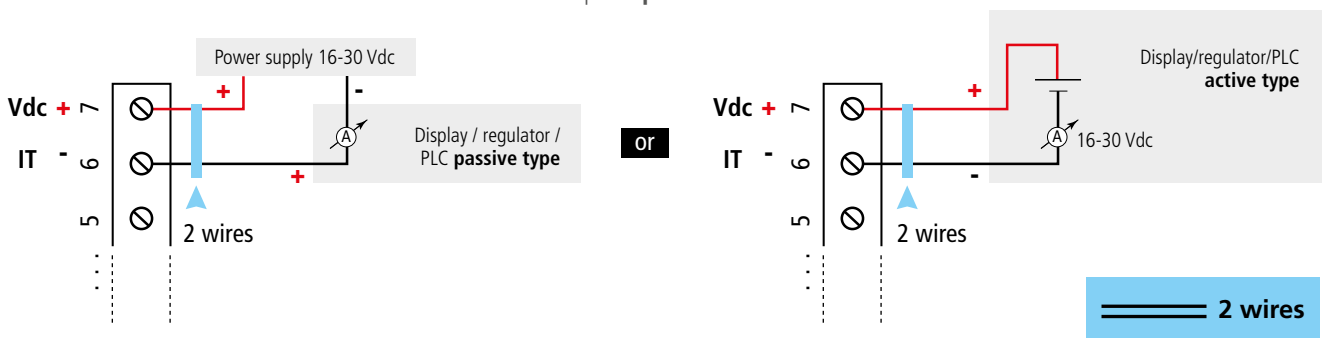 Power supply 16-30 Vdc
+
-
Vdc + 7
IT - 6
5
A
Display / regulator /
PLC passive type
+
2 wires
or
Display/regulator/PLC
active type
+
Vdc + 7
IT - 6
5
A
16-30 Vdc
-
2 wires
2 wires